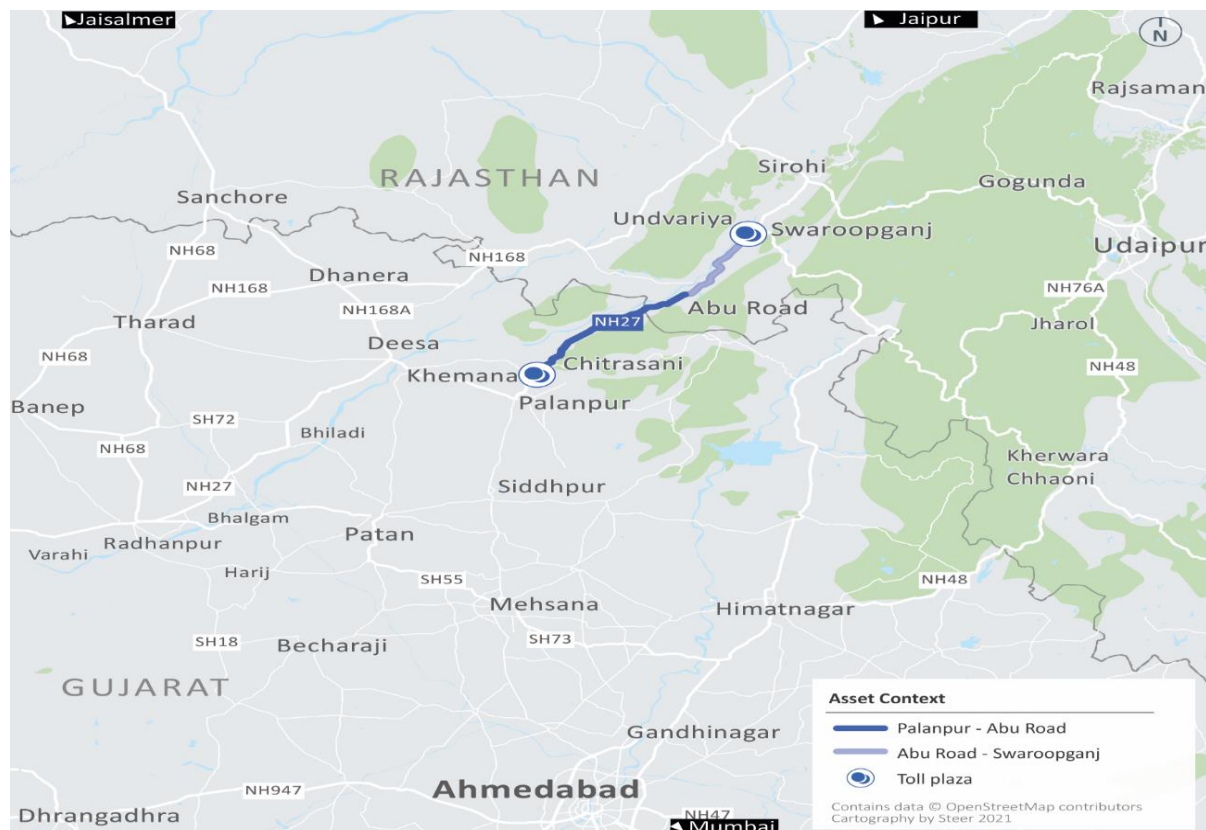 Jaisalmer
Jaipur
N
Rajsaman
Sirohi
RAJASTHAN
Gogunda
Sanchore
Undvariya
Swaroopganj
Udaipur
NH68
NH168
Dhanera
NH168
NH76A
NH168A
Abu Road
NH27
Tharad
Jharol
Deesa
Chitrasani
NH68
Khemana
NH48
Banep
Palanpur
SH72
Bhiladi
NH68
Kherwara
Chhaoni
NH27
Siddhpur
Bhalgam
Patan
Radhanpur
Varahi
Harij
SH55
NH48
Mehsana
Himatnagar
SH18
Becharaji
SH73
GUJARAT
Asset Context
Palanpur - Abu Road
Abu Road - Swaroopganj
Toll plaza
Contains data © OpenStreetMap contributors
Cartography by Steer 2021
Gandhinagar
Ahmedabad
NH947
Dhrangadhra
NH47
Mumbai